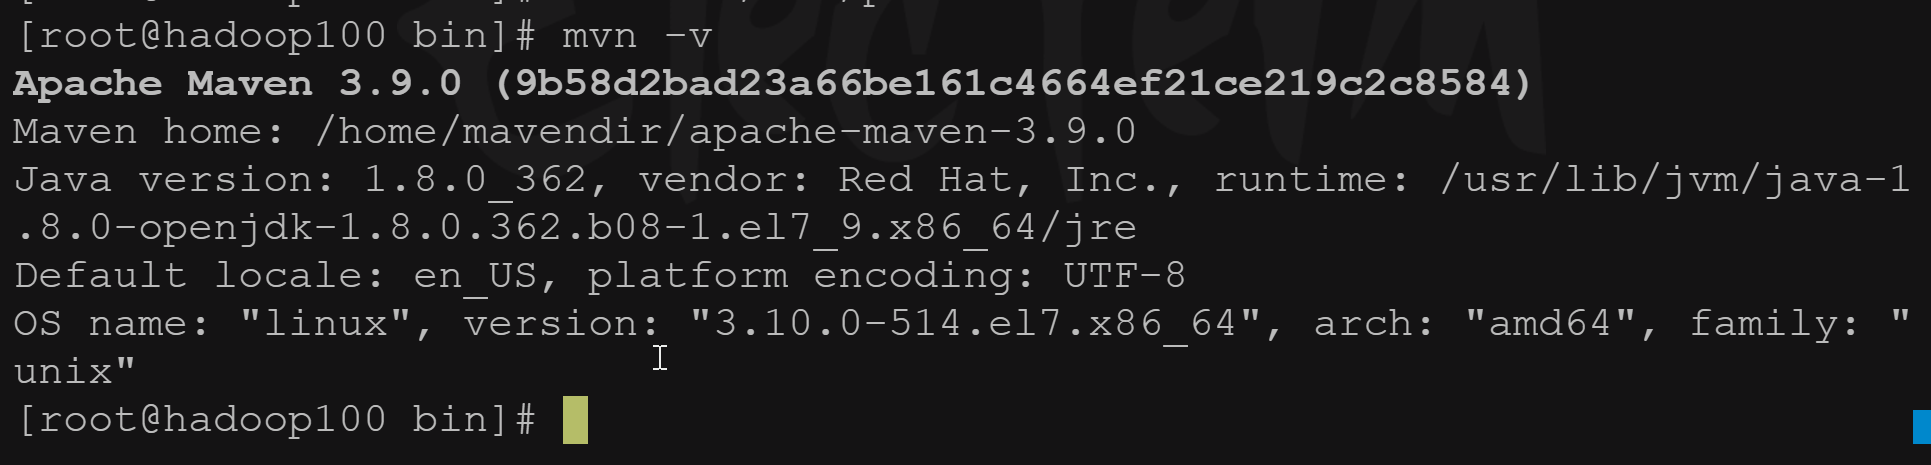 [root@hadoop100 bin]# mvn -v
Apache Maven 3.9.0 (9b58d2bad23a66be161c4664ef21ce219c2c8584)
Maven home: /home/mavendir/apache-maven-3.9.0
Java version: 1.8.0_362, vendor: Red Hat, Inc., runtime: /usr/lib/jvm/java-1
.8.0-openjdk-1.8.0.362.b08-1.el7_9.x86_64/jre
Default locale: en_US, platform encoding: UTF-8
OS name: "linux", version: "3.10.0-514.el7.x86_64", arch: "amd64", family: "
unix"
[root@hadoop100 bin]#